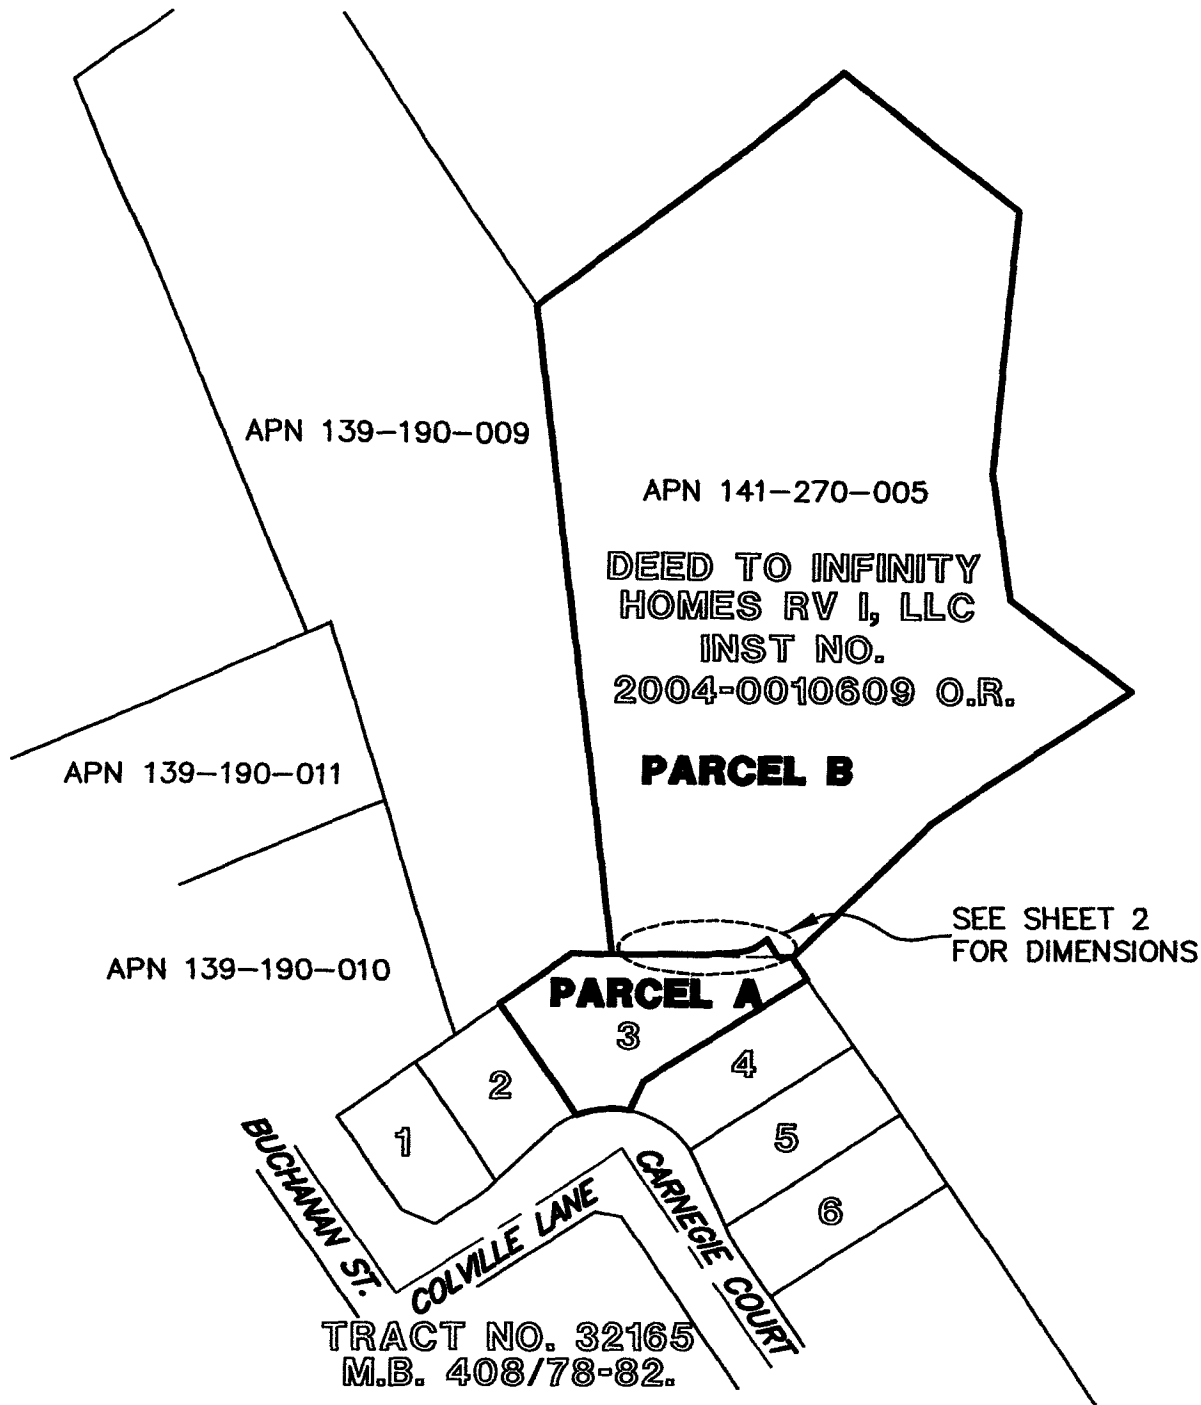 APN 139-190-009
APN 141-270-005
DEED TO INFINITY
HOMES RV I, LLC
INST NO.
2004-0010609 O.R.
PARCEL B
APN 139-190-011
SEE SHEET 2
FOR DIMENSIONS
APN 139-190-010
PARCEL A
3
4
2
1
5
6
BUCHANAN ST.
COLVILLE LANE
CARNEGIE COURT
TRACT NO. 32165
M.B. 408/78-82.